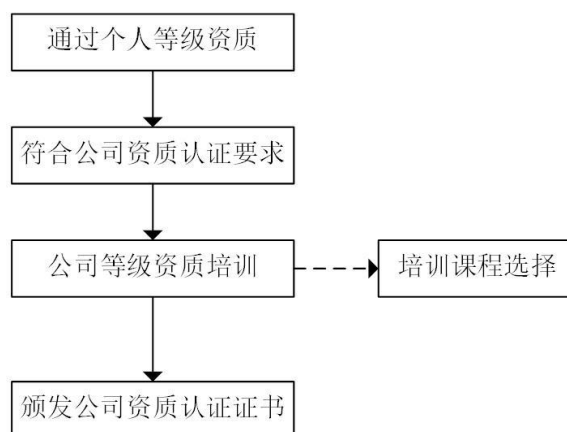 通过个人等级资质
符合公司资质认证要求
公司等级资质培训
培训课程选择
颁发公司资质认证证书